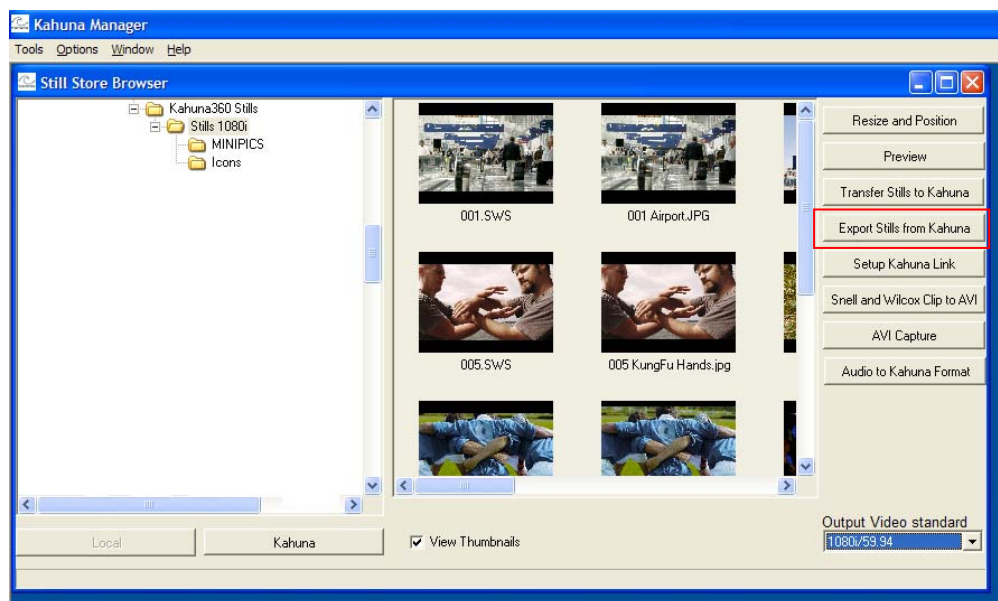 Kahuna Manager
Tools Options Window Help
Still Store Browser
Kahuna360 Stills
Stills 1080i
MINIPICS
Icons
001.SWS
001 Airport.JPG
005.SWS
005 KungFu Hands.jpg
Resize and Position
Preview
Transfer Stills to Kahuna
Export Stills from Kahuna
Setup Kahuna Link
Snell and Wilcox Clip to AVI
AVI Capture
Audio to Kahuna Format
Output Video standard
1080i/59.94
Local
Kahuna
View Thumbnails